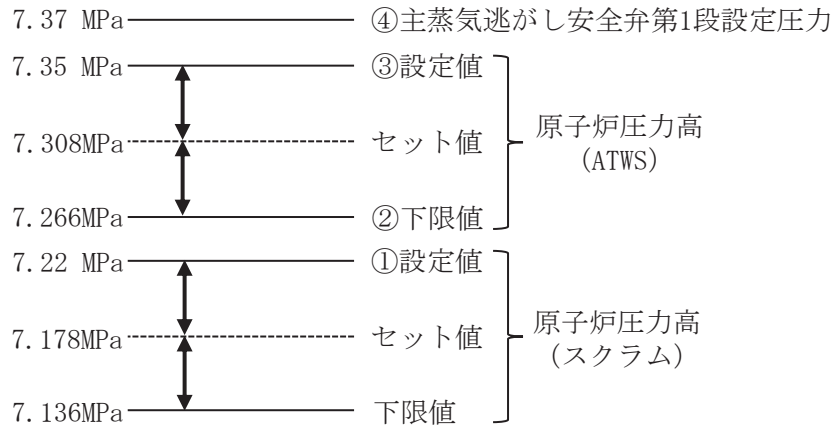 7.37 MPa ④主蒸気逃がし安全弁第1段設定圧力
7.35 MPa ③設定値
7.308MPa セット値
原子炉圧力高
(ATWS)
7.266MPa ②下限値
7.22 MPa ①設定値
7.178MPa セット値
原子炉圧力高
(スクラム)
7.136MPa 下限値